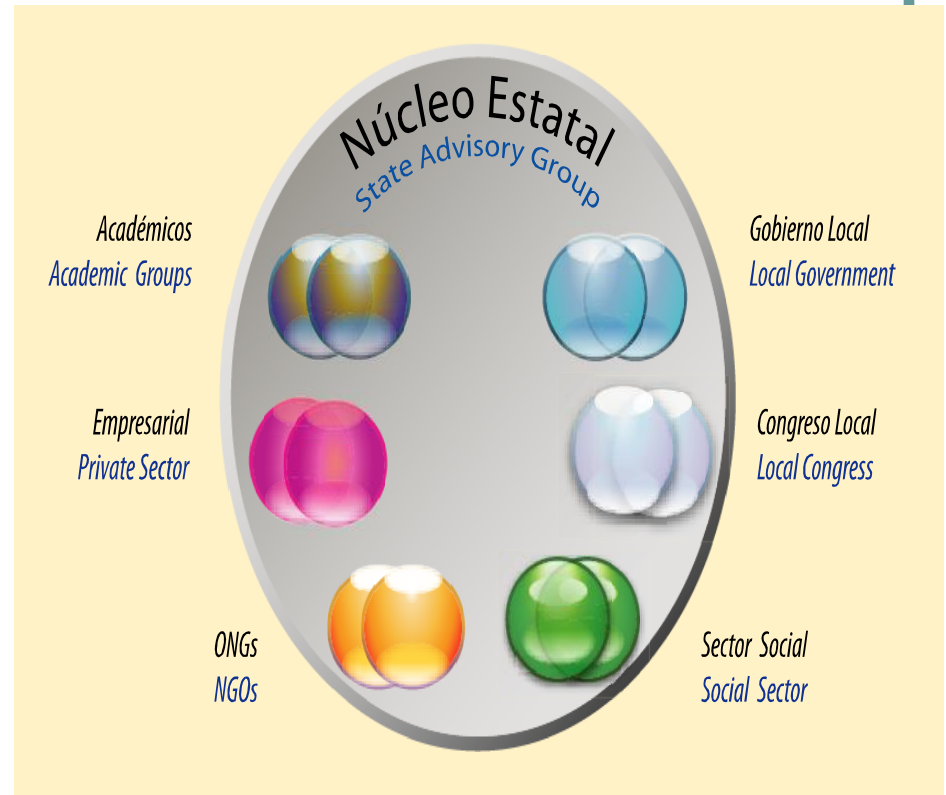 Núcleo Estatal
State Advisory Group
Académicos
Academic Groups
Gobierno Local
Local Government
Empresarial
Private Sector
Congreso Local
Local Congress
ONGs
NGOs
Sector Social
Social Sector